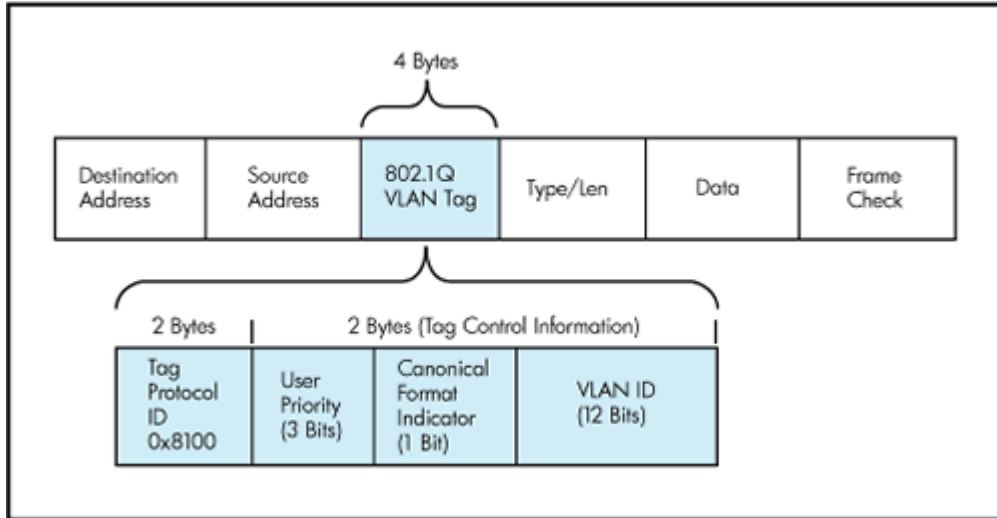 4 Bytes
Destination
Address
Source
Address
802.1Q
VLAN Tag
Type/Len
Data
Frame
Check
2 Bytes
2 Bytes (Tag Control Information)
Tag
Protocol
ID
0x8100
User
Priority
(3 Bits)
Canonical
Format
Indicator
(1 Bit)
VLAN ID
(12 Bits)